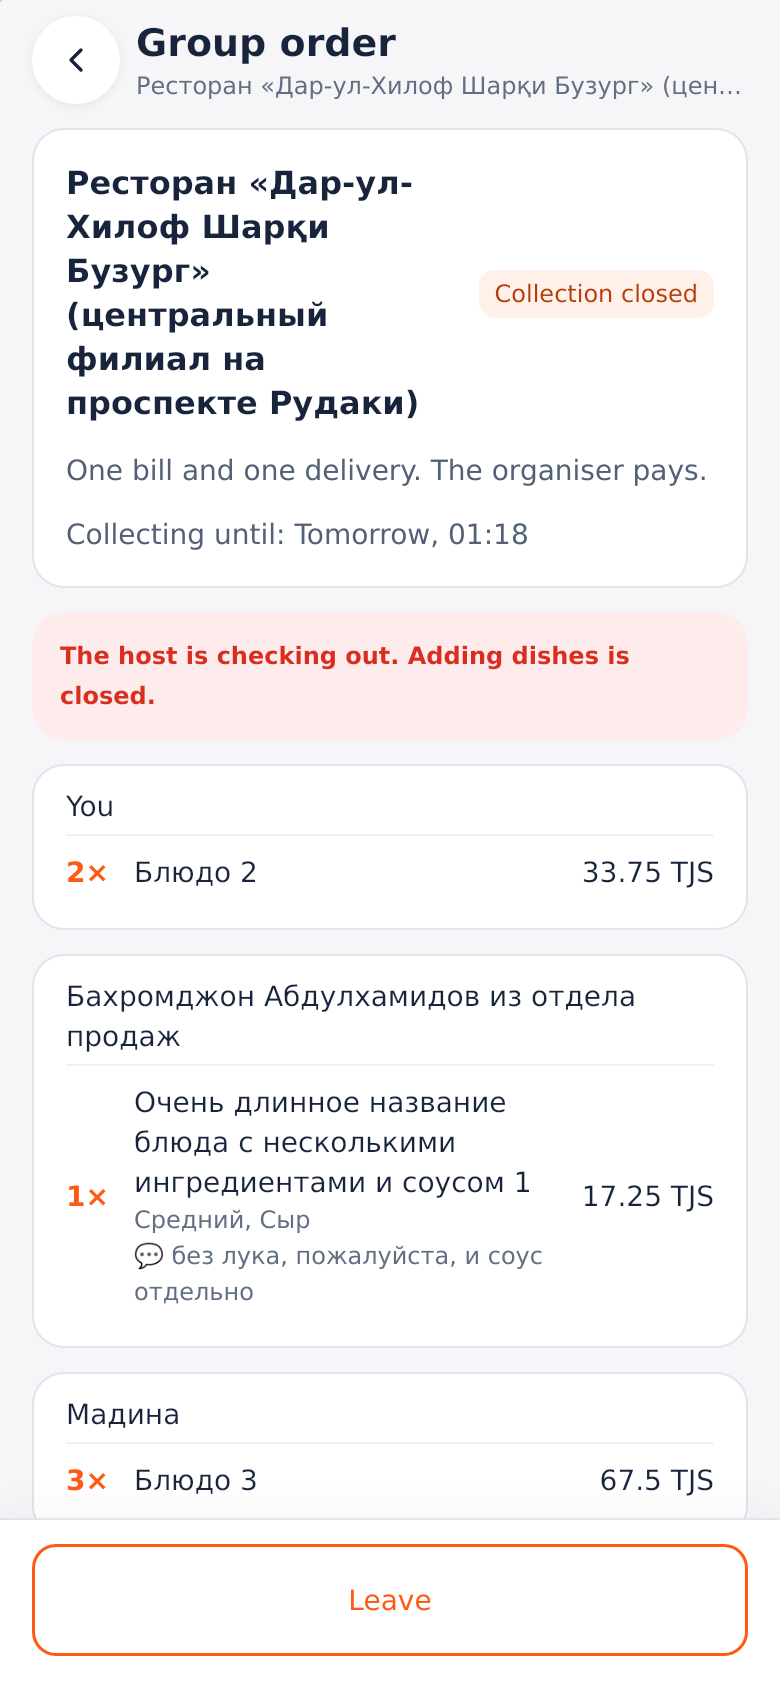 Group order
Ресторан «Дар-ул-Хилоф Шарқи Бузург» (цен...
Ресторан «Дар-ул-
Хилоф Шарқи
Бузург»
(центральный
филиал на
проспекте Рудаки)
Collection closed
One bill and one delivery. The organiser pays.
Collecting until: Tomorrow, 01:18
The host is checking out. Adding dishes is
closed.
You
2× Блюдо 2 33.75 TJS
Бахромджон Абдулхамидов из отдела
продаж
Очень длинное название
блюда с несколькими
ингредиентами и соусом 1
1× 17.25 TJS
Средний, Сыр
💬 без лука, пожалуйста, и соус
отдельно
Мадина
3× Блюдо 3 67.5 TJS
Leave